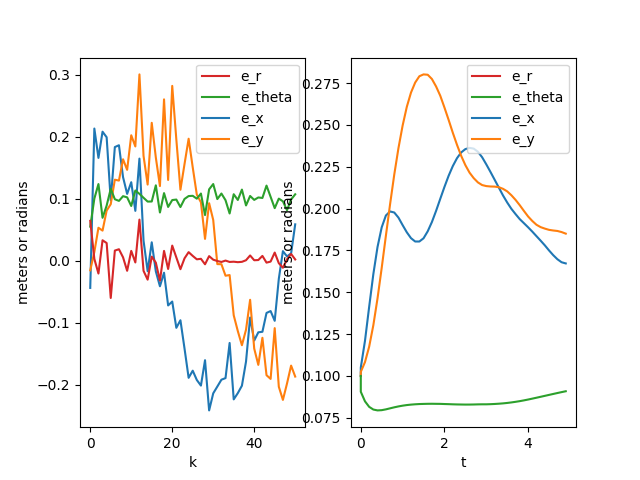 0.3
0.2
0.1
0.0
−0.1
−0.2
0
20
40
k
meters or radians
e_r
e_theta
e_x
e_y
0.275
0.250
0.225
0.200
0.175
0.150
0.125
0.100
0.075
0
2
4
t
meters or radians
e_r
e_theta
e_x
e_y